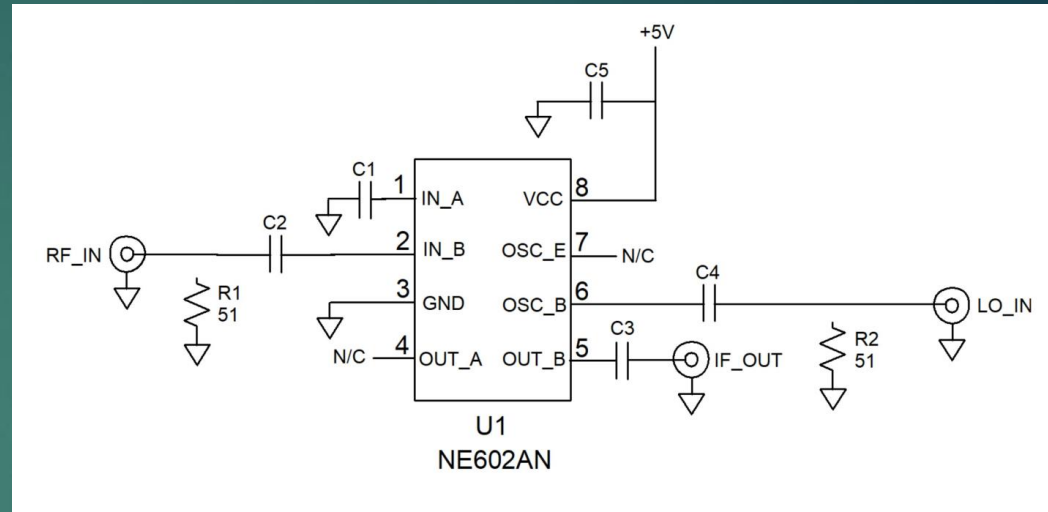 +5V
C5
C1
1
IN_A
VCC
8
C2
RF_IN
2
IN_B
OSC_E
7
N/C
R1
51
3
GND
OSC_B
6
C4
LO_IN
N/C
4
OUT_A
OUT_B
5
C3
IF_OUT
R2
51
U1
NE602AN